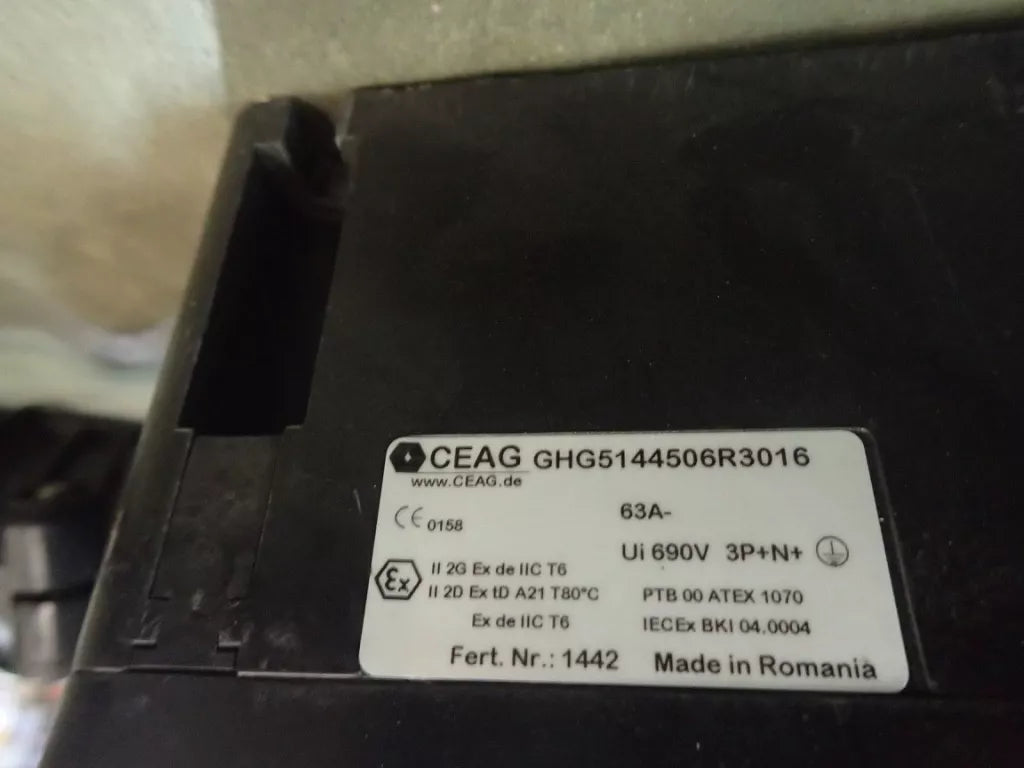 CEAG GHG5144506R3016
www.CEAG.de
CE 0158 63A-
Ui 690V 3P+N+
Ex II 2G Ex de IIC T6
II 2D Ex tD A21 T80°C PTB 00 ATEX 1070
Ex de IIC T6 IECEx BKI 04.0004
Fert. Nr.: 1442 Made in Romania